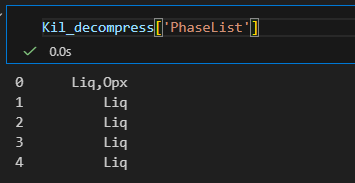 Kil_decompress['PhaseList']
0.0s
0 Liq,Opx
1 Liq
2 Liq
3 Liq
4 Liq